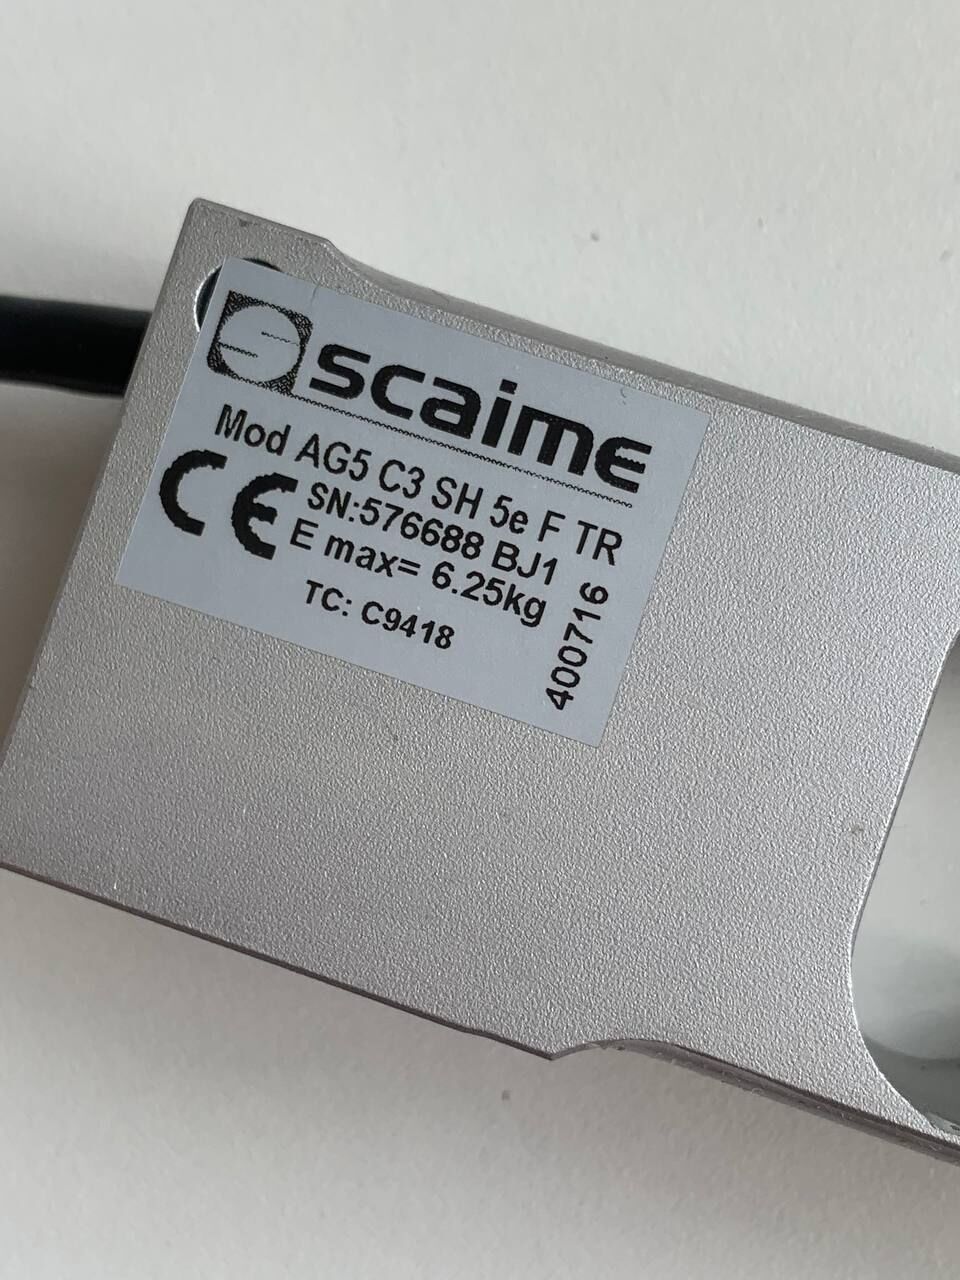 scaime
Mod AG5 C3 SH 5e F TR
CE
SN:576688 BJ1
E max= 6.25kg
TC: C9418
400716